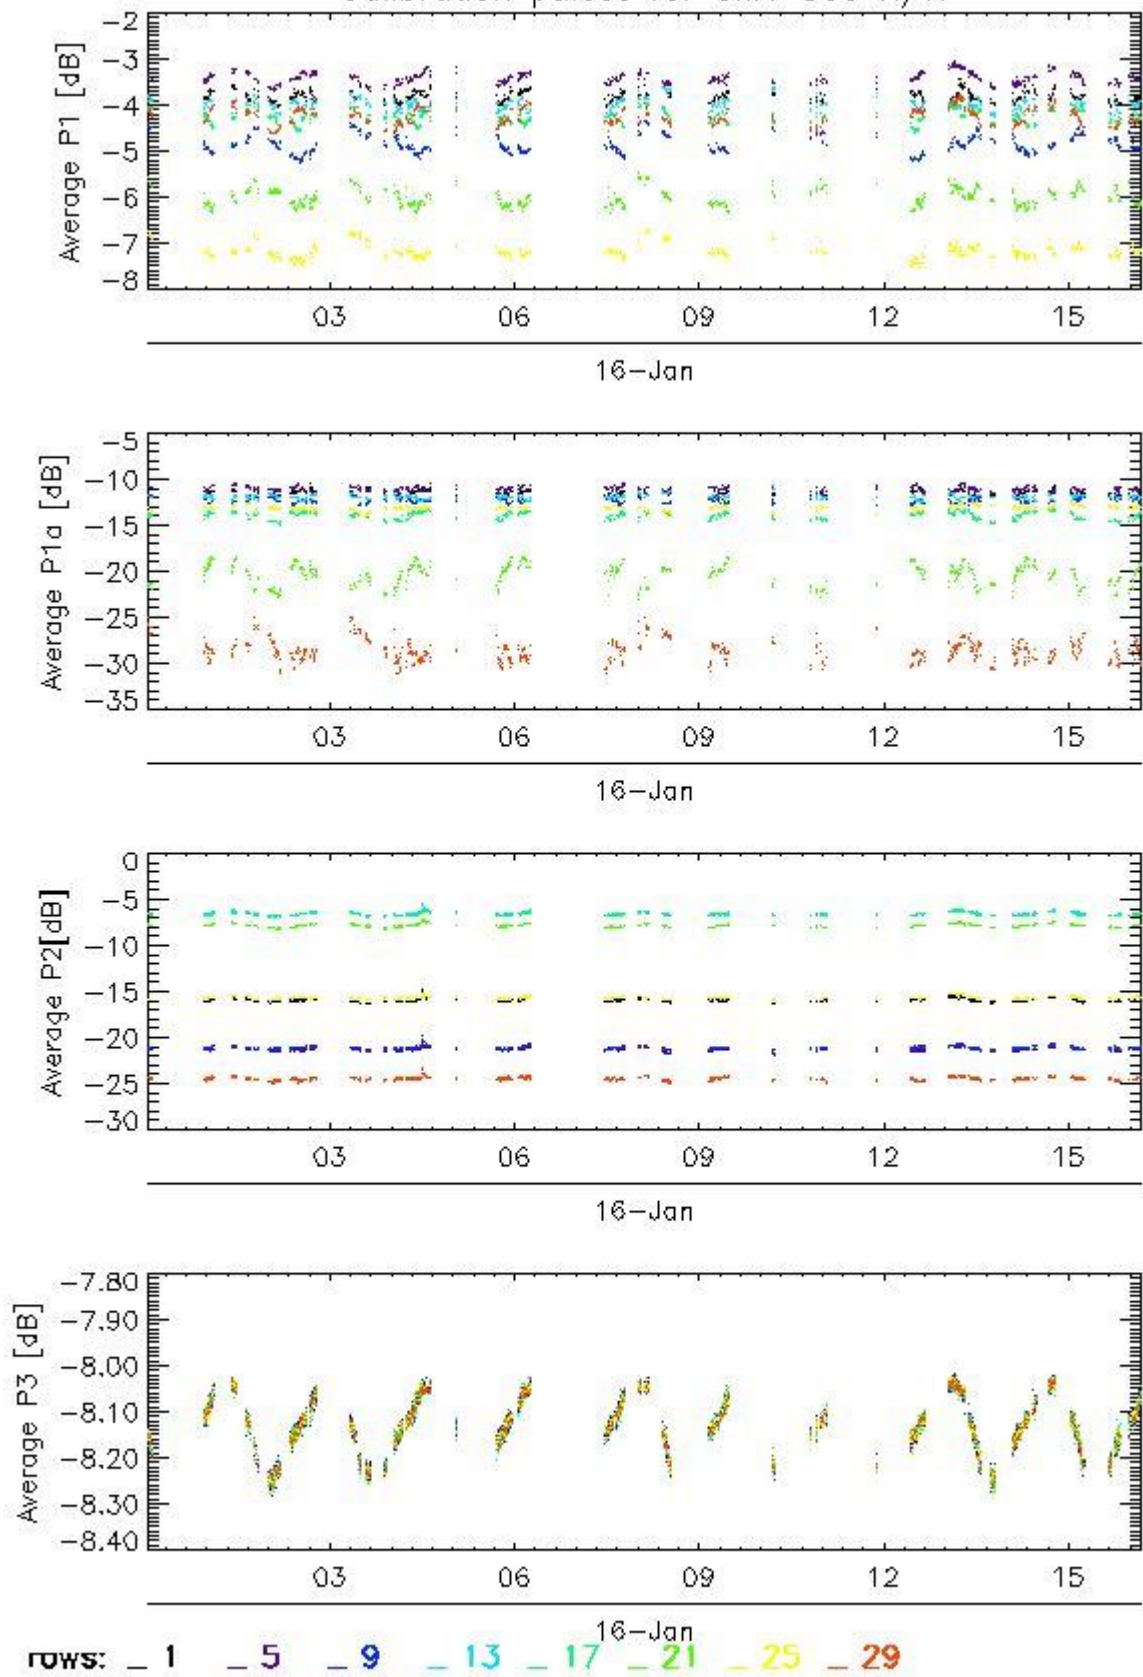 -2
-3
-4
-5
-6
-7
-8
Average P1 [dB]
03 06 09 12 15
16-Jan
-5
-10
-15
-20
-25
-30
-35
Average P1a [dB]
03 06 09 12 15
16-Jan
0
-5
-10
-15
-20
-25
-30
Average P2[dB]
03 06 09 12 15
16-Jan
-7.80
-7.90
-8.00
-8.10
-8.20
-8.30
-8.40
Average P3 [dB]
03 06 09 12 15
16-Jan
rows: _ 1 _ 5 _ 9 _ 13 _ 17 _ 21 _ 25 _ 29